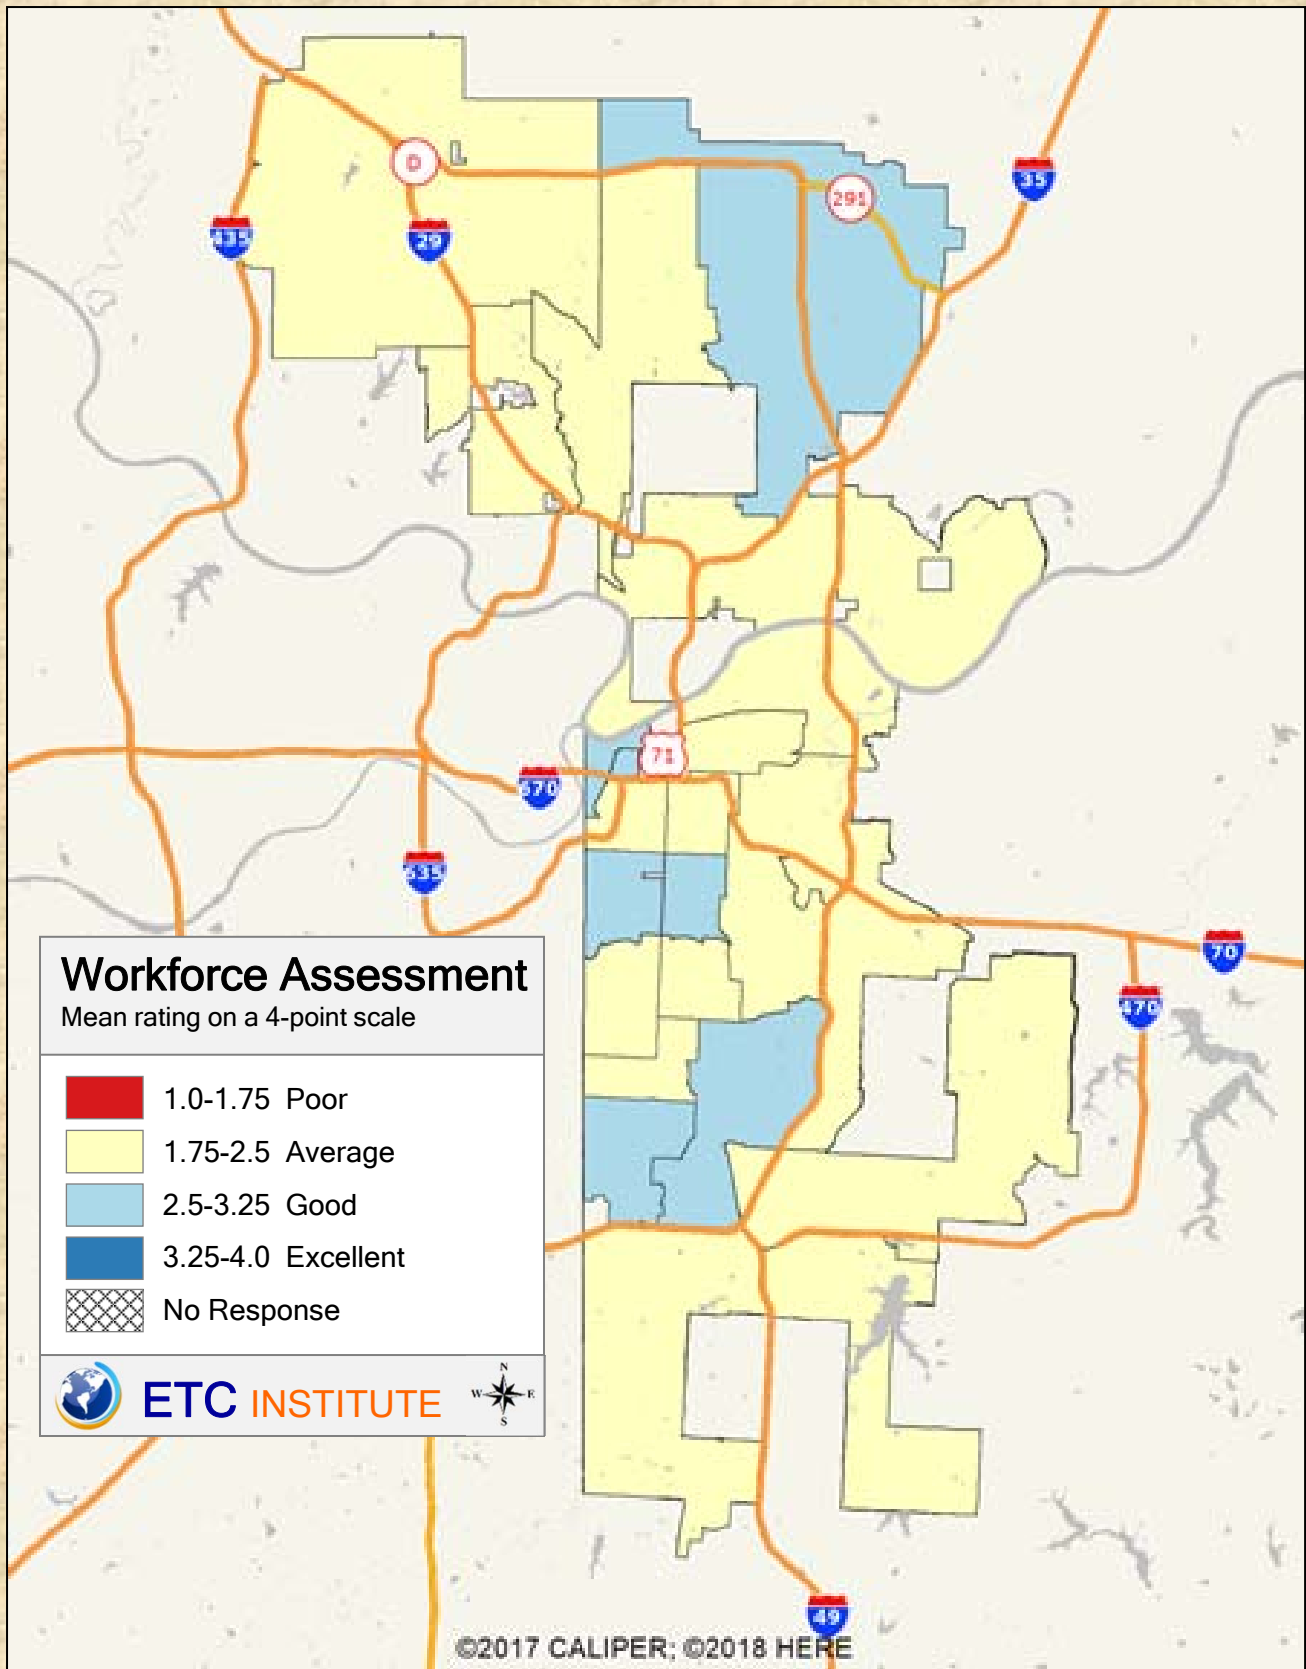 D
291
35
435
29
71
670
635
70
470
Workforce Assessment
Mean rating on a 4-point scale
1.0-1.75 Poor
1.75-2.5 Average
2.5-3.25 Good
3.25-4.0 Excellent
No Response
ETC INSTITUTE
N
W E
S
49
©2017 CALIPER; ©2018 HERE